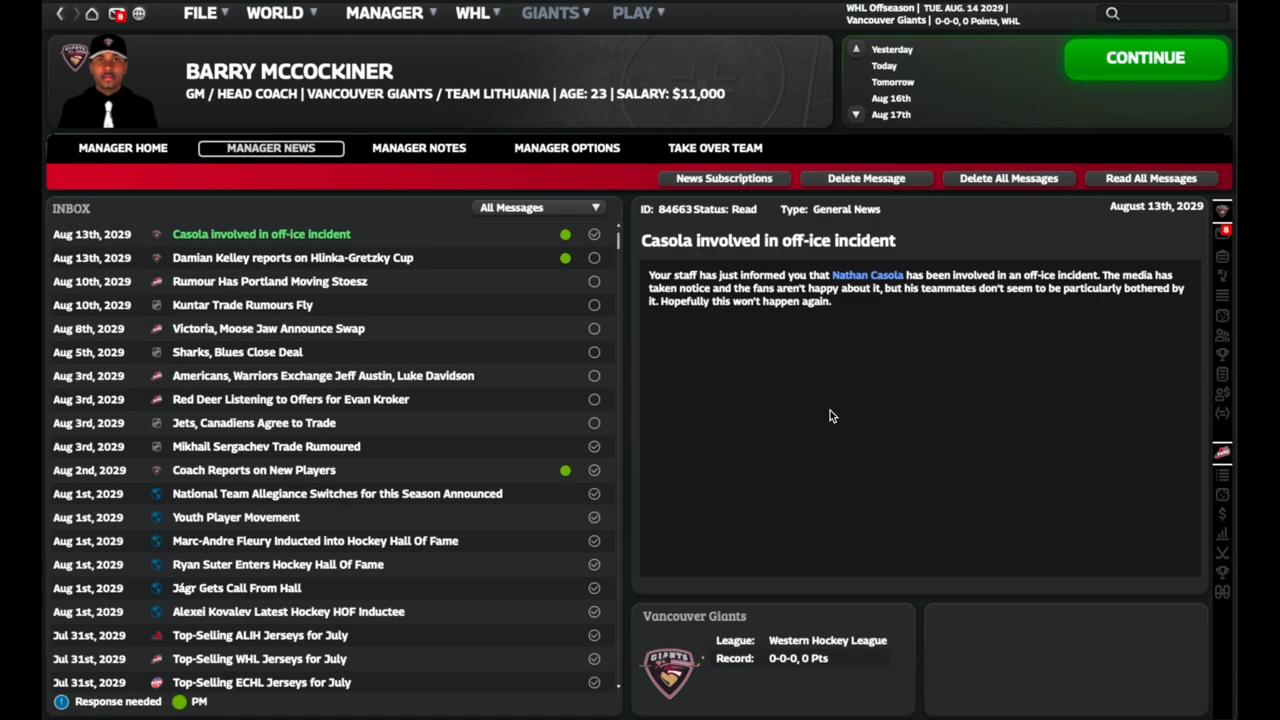 FILE WORLD MANAGER WHL GIANTS PLAY
8
WHL Offseason | TUE. AUG. 14 2029 |
Vancouver Giants | 0-0-0, 0 Points, WHL
BARRY MCCOCKINER
GM / HEAD COACH | VANCOUVER GIANTS / TEAM LITHUANIA | AGE: 23 | SALARY: $11,000
Yesterday
Today
Tomorrow
Aug 16th
Aug 17th
CONTINUE
MANAGER HOME MANAGER NEWS MANAGER NOTES MANAGER OPTIONS TAKE OVER TEAM
News Subscriptions Delete Message Delete All Messages Read All Messages
INBOX All Messages
Aug 13th, 2029 Casola involved in off-ice incident
Aug 13th, 2029 Damian Kelley reports on Hlinka-Gretzky Cup
Aug 10th, 2029 Rumour Has Portland Moving Stoesz
Aug 10th, 2029 Kuntar Trade Rumours Fly
Aug 8th, 2029 Victoria, Moose Jaw Announce Swap
Aug 5th, 2029 Sharks, Blues Close Deal
Aug 3rd, 2029 Americans, Warriors Exchange Jeff Austin, Luke Davidson
Aug 3rd, 2029 Red Deer Listening to Offers for Evan Kroker
Aug 3rd, 2029 Jets, Canadiens Agree to Trade
Aug 3rd, 2029 Mikhail Sergachev Trade Rumoured
Aug 2nd, 2029 Coach Reports on New Players
Aug 1st, 2029 National Team Allegiance Switches for this Season Announced
Aug 1st, 2029 Youth Player Movement
Aug 1st, 2029 Marc-Andre Fleury Inducted into Hockey Hall Of Fame
Aug 1st, 2029 Ryan Suter Enters Hockey Hall Of Fame
Aug 1st, 2029 Jágr Gets Call From Hall
Aug 1st, 2029 Alexei Kovalev Latest Hockey HOF Inductee
Jul 31st, 2029 Top-Selling ALIH Jerseys for July
Jul 31st, 2029 Top-Selling WHL Jerseys for July
Jul 31st, 2029 Top-Selling ECHL Jerseys for July
Response needed PM
ID: 84663 Status: Read Type: General News August 13th, 2029
Casola involved in off-ice incident
Your staff has just informed you that Nathan Casola has been involved in an off-ice incident. The media has
taken notice and the fans aren't happy about it, but his teammates don't seem to be particularly bothered by
it. Hopefully this won't happen again.
8
Vancouver Giants
GIANTS
League: Western Hockey League
Record: 0-0-0, 0 Pts